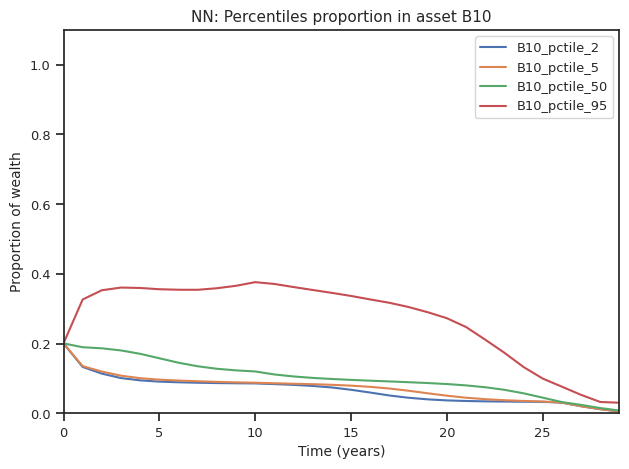 NN: Percentiles proportion in asset B10
B10_pctile_2
B10_pctile_5
B10_pctile_50
B10_pctile_95
Proportion of wealth
1.0
0.8
0.6
0.4
0.2
0.0
0 5 10 15 20 25
Time (years)